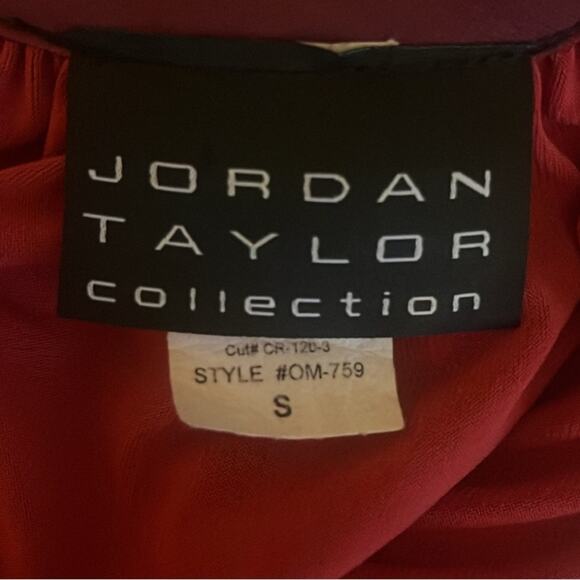 JORDAN
TAYLOR
collection
Cut# CR-120-3
STYLE #OM-759
S